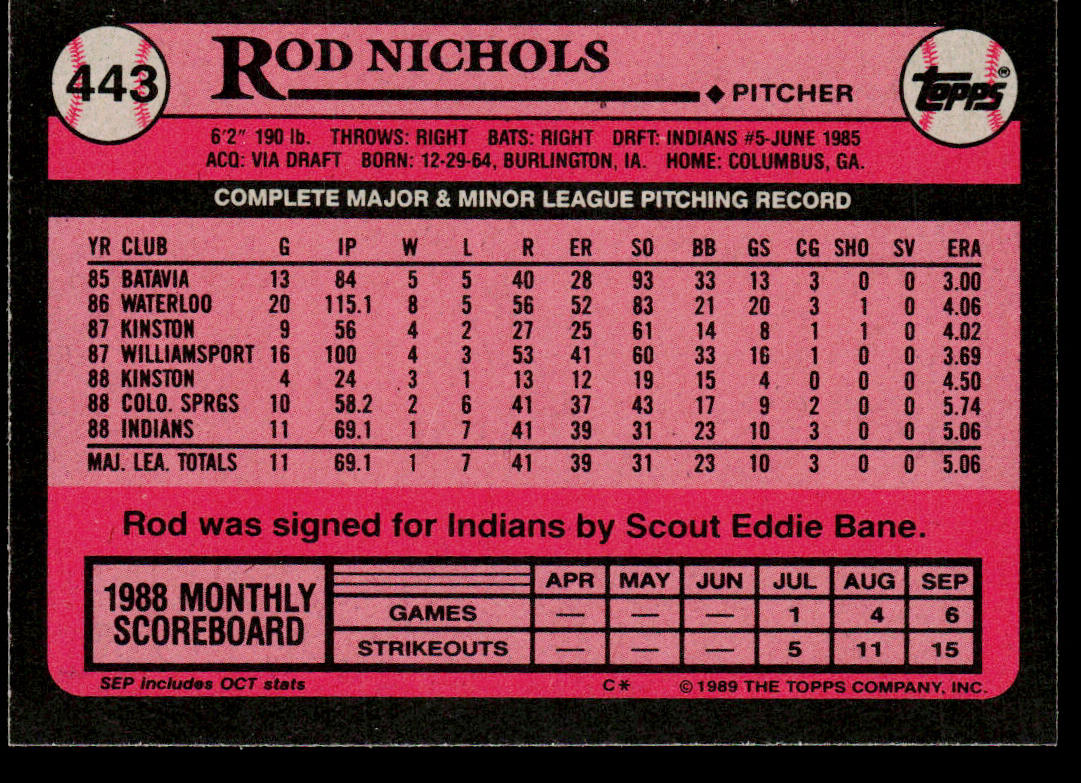 443
ROD NICHOLS
◆ PITCHER
TOPPS®
6'2" 190 lb. THROWS: RIGHT BATS: RIGHT DRFT: INDIANS #5-JUNE 1985
ACQ: VIA DRAFT BORN: 12-29-64, BURLINGTON, IA. HOME: COLUMBUS, GA.
COMPLETE MAJOR & MINOR LEAGUE PITCHING RECORD
YR CLUB G IP W L R ER SO BB GS CG SHO SV ERA
85 BATAVIA 13 84 5 5 40 28 93 33 13 3 0 0 3.00
86 WATERLOO 20 115.1 8 5 56 52 83 21 20 3 1 0 4.06
87 KINSTON 9 56 4 2 27 25 61 14 8 1 1 0 4.02
87 WILLIAMSPORT 16 100 4 3 53 41 60 33 16 1 0 0 3.69
88 KINSTON 4 24 3 1 13 12 19 15 4 0 0 0 4.50
88 COLO. SPRGS 10 58.2 2 6 41 37 43 17 9 2 0 0 5.74
88 INDIANS 11 69.1 1 7 41 39 31 23 10 3 0 0 5.06
MAJ. LEA. TOTALS 11 69.1 1 7 41 39 31 23 10 3 0 0 5.06
Rod was signed for Indians by Scout Eddie Bane.
1988 MONTHLY
SCOREBOARD
APR MAY JUN JUL AUG SEP
GAMES — — — 1 4 6
STRIKEOUTS — — — 5 11 15
SEP includes OCT stats
C* © 1989 THE TOPPS COMPANY, INC.